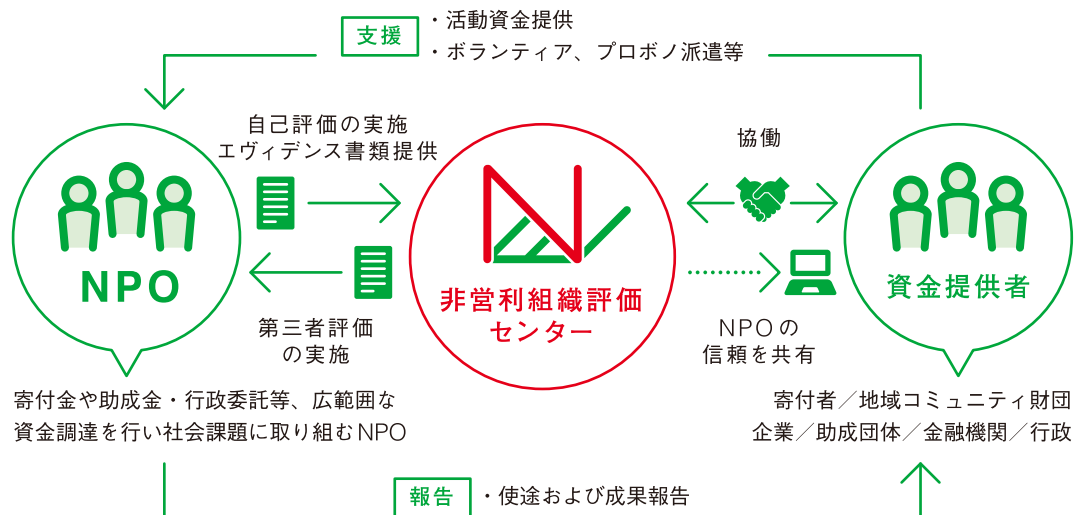 支援
・活動資金提供
・ボランティア、プロボノ派遣等
自己評価の実施
エヴィデンス書類提供
協働
NPO
非営利組織評価
センター
資金提供者
第三者評価
の実施
NPOの
信頼を共有
寄付金や助成金・行政委託等、広範囲な
資金調達を行い社会課題に取り組むNPO
寄付者／地域コミュニティ財団
企業／助成団体／金融機関／行政
報告
・使途および成果報告